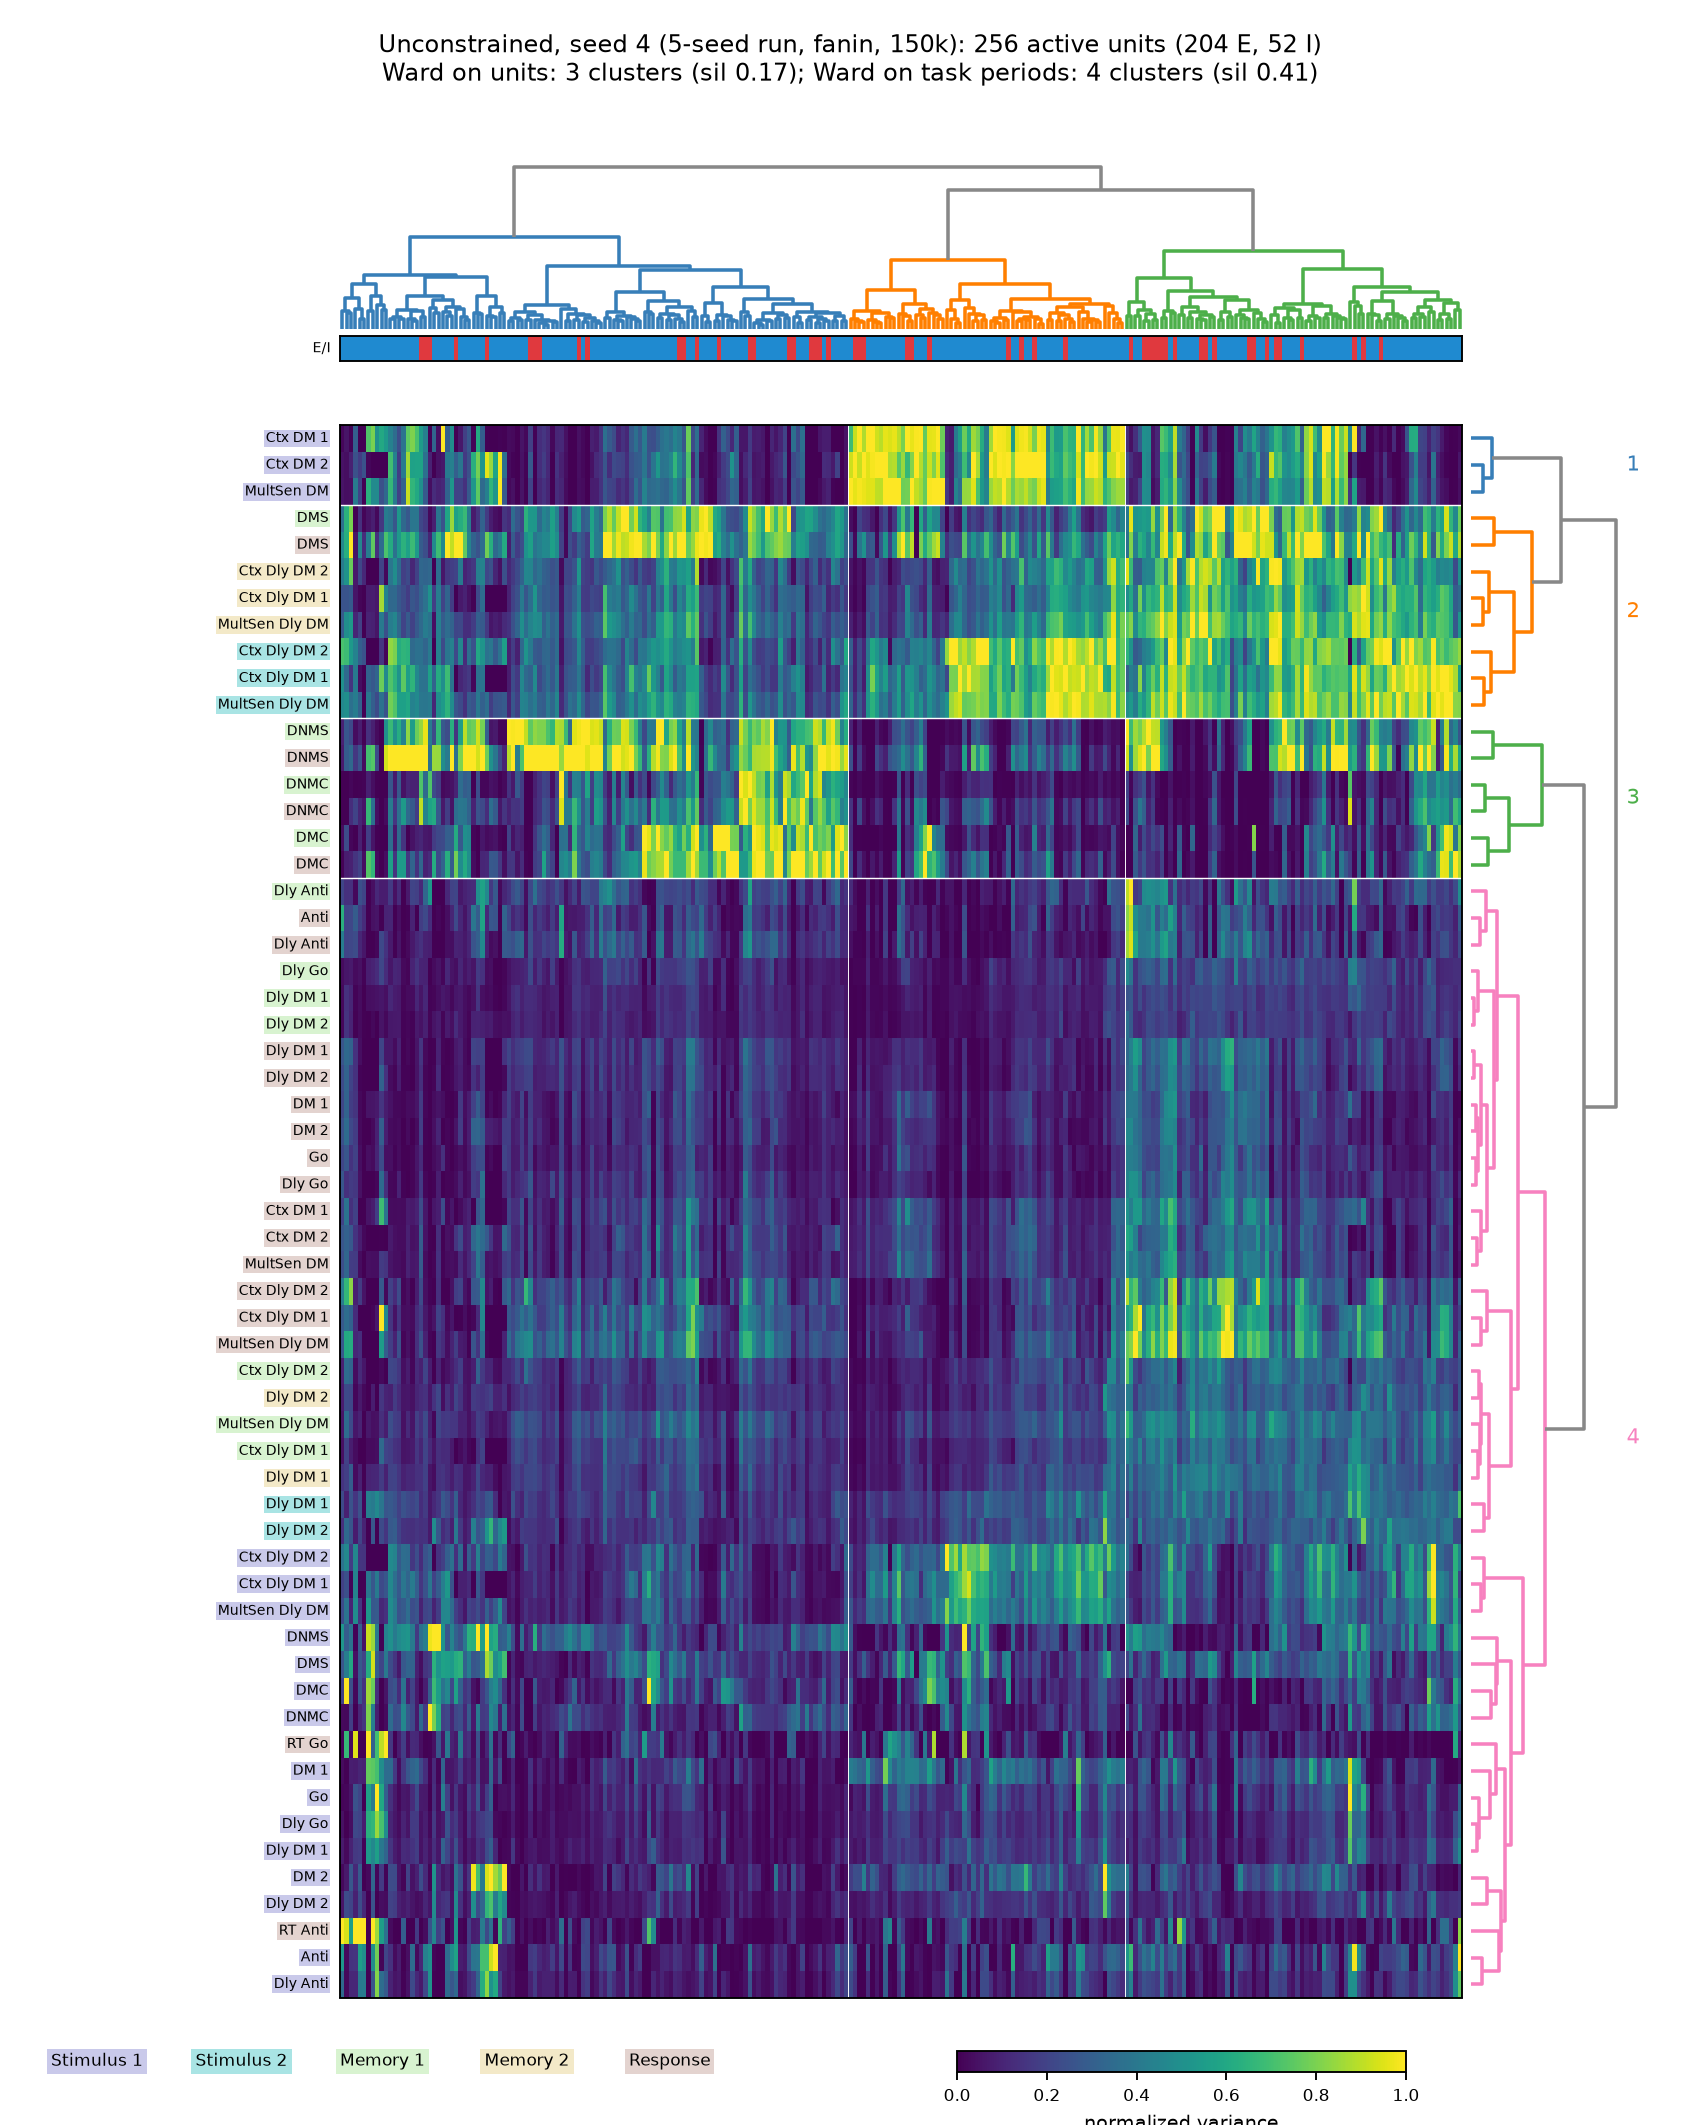 Unconstrained, seed 4 (5-seed run, fanin, 150k): 256 active units (204 E, 52 I)
Ward on units: 3 clusters (sil 0.17); Ward on task periods: 4 clusters (sil 0.41)
E/I
Ctx DM 1
Ctx DM 2
1
MultSen DM
DMS
DMS
Ctx Dly DM 2
Ctx Dly DM 1
2
MultSen Dly DM
Ctx Dly DM 2
Ctx Dly DM 1
MultSen Dly DM
DNMS
DNMS
DNMC
3
DNMC
DMC
DMC
Dly Anti
Anti
Dly Anti
Dly Go
Dly DM 1
Dly DM 2
Dly DM 1
Dly DM 2
DM 1
DM 2
Go
Dly Go
Ctx DM 1
Ctx DM 2
MultSen DM
Ctx Dly DM 2
Ctx Dly DM 1
MultSen Dly DM
Ctx Dly DM 2
Dly DM 2
MultSen Dly DM
4
Ctx Dly DM 1
Dly DM 1
Dly DM 1
Dly DM 2
Ctx Dly DM 2
Ctx Dly DM 1
MultSen Dly DM
DNMS
DMS
DMC
DNMC
RT Go
DM 1
Go
Dly Go
Dly DM 1
DM 2
Dly DM 2
RT Anti
Anti
Dly Anti
Stimulus 1 Stimulus 2 Memory 1 Memory 2 Response
0.0 0.2 0.4 0.6 0.8 1.0
normalized variance